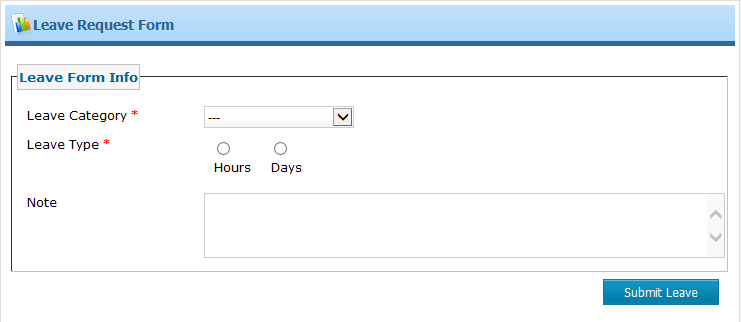 Leave Request Form
Leave Form Info
Leave Category *
---
Leave Type *
Hours Days
Note
Submit Leave